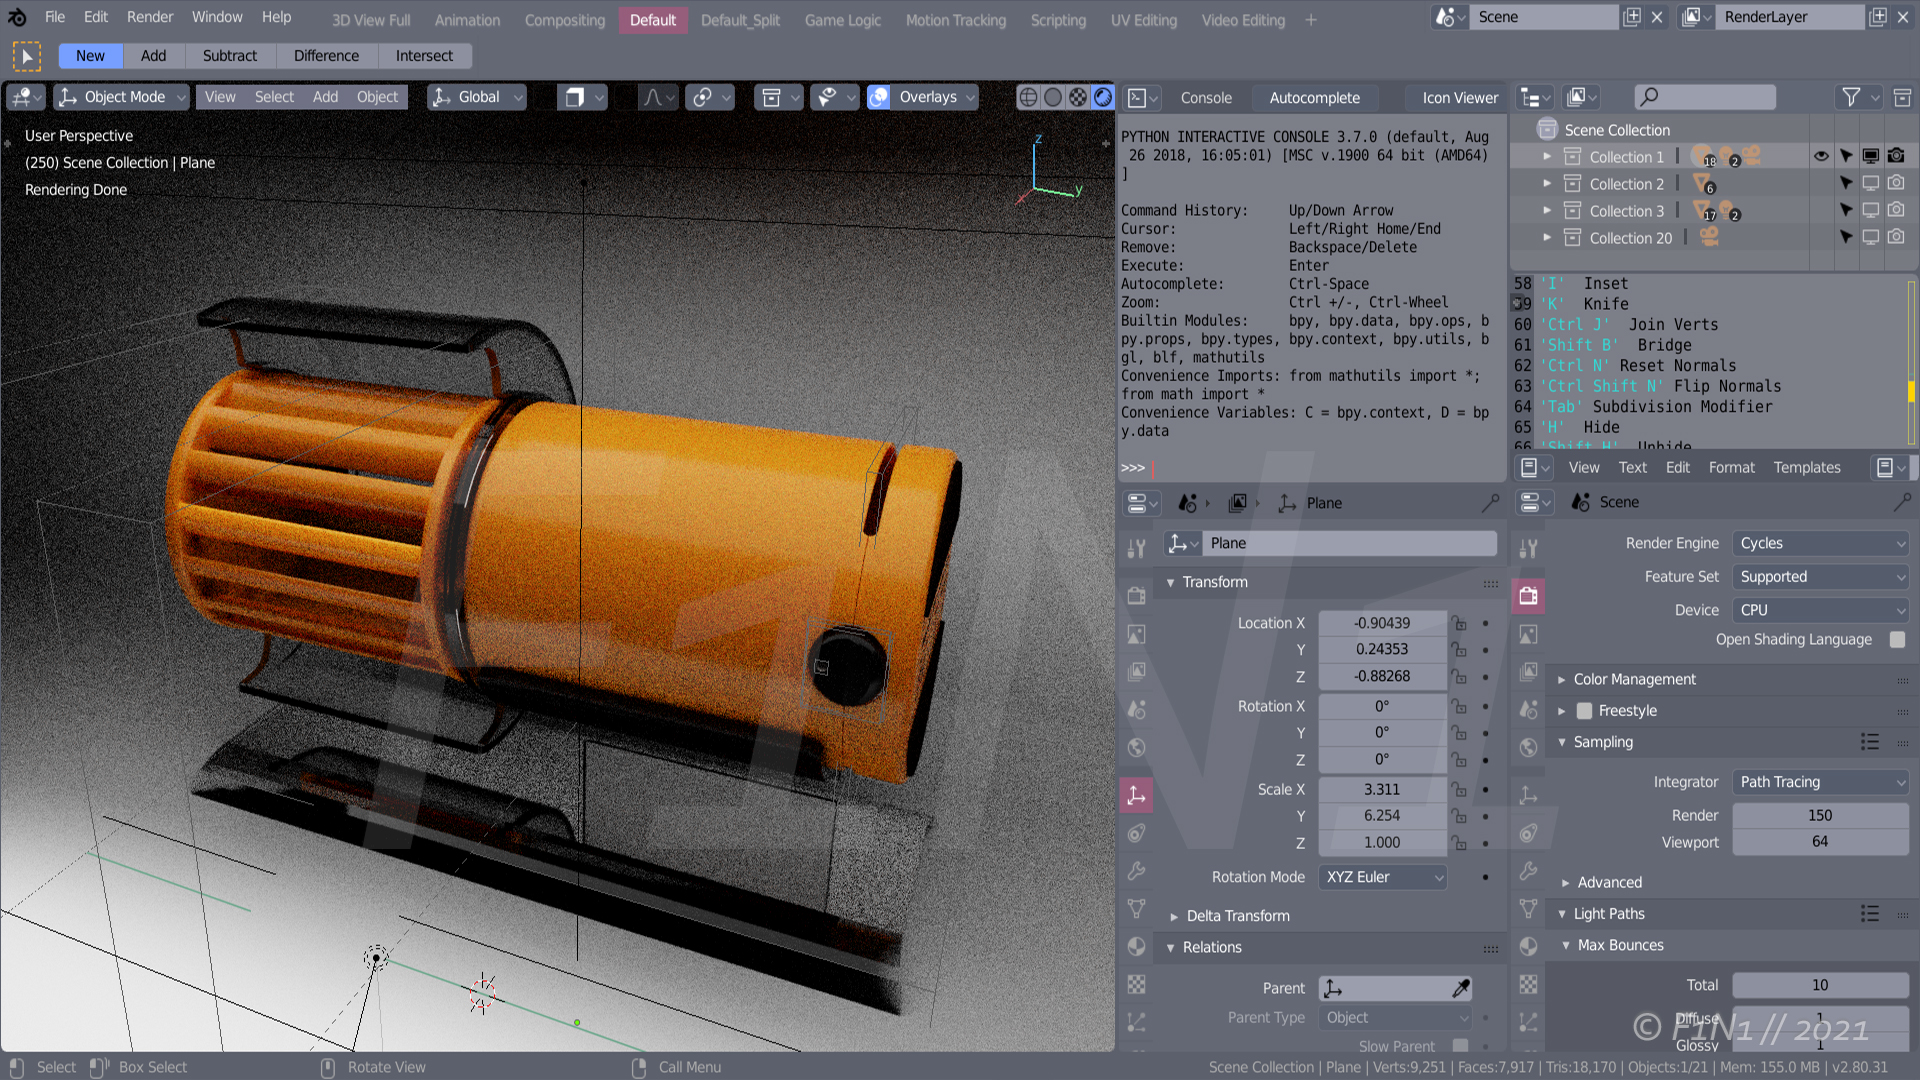 File Edit Render Window Help 3D View Full Animation Compositing Default Default_Split Game Logic Motion Tracking Scripting UV Editing Video Editing + Scene RenderLayer
New Add Subtract Difference Intersect
Object Mode View Select Add Object Global Overlays
User Perspective
(250) Scene Collection | Plane
Rendering Done
z
y
x
Console Autocomplete Icon Viewer
PYTHON INTERACTIVE CONSOLE 3.7.0 (default, Aug
26 2018, 16:05:01) [MSC v.1900 64 bit (AMD64)
]
Command History: Up/Down Arrow
Cursor: Left/Right Home/End
Remove: Backspace/Delete
Execute: Enter
Autocomplete: Ctrl-Space
Zoom: Ctrl +/-, Ctrl-Wheel
Builtin Modules: bpy, bpy.data, bpy.ops, b
py.props, bpy.types, bpy.context, bpy.utils, b
gl, blf, mathutils
Convenience Imports: from mathutils import *;
from math import *
Convenience Variables: C = bpy.context, D = bp
y.data
>>>
Scene Collection
Collection 1 18 2
Collection 2 6
Collection 3 17 2
Collection 20
58 'I' Inset
59 'K' Knife
60 'Ctrl J' Join Verts
61 'Shift B' Bridge
62 'Ctrl N' Reset Normals
63 'Ctrl Shift N' Flip Normals
64 'Tab' Subdivision Modifier
65 'H' Hide
66 'Shift H' Unhide
View Text Edit Format Templates
Plane
Plane
Transform
Location X -0.90439
Y 0.24353
Z -0.88268
Rotation X 0°
Y 0°
Z 0°
Scale X 3.311
Y 6.254
Z 1.000
Rotation Mode XYZ Euler
Delta Transform
Relations
Parent
Parent Type Object
Slow Parent
Scene
Render Engine Cycles
Feature Set Supported
Device CPU
Open Shading Language
Color Management
Freestyle
Sampling
Integrator Path Tracing
Render 150
Viewport 64
Advanced
Light Paths
Max Bounces
Total 10
Diffuse 1
Glossy 1
F1N1
© F1N1 // 2021
Select Box Select Rotate View Call Menu Scene Collection | Plane | Verts:9,251 | Faces:7,917 | Tris:18,170 | Objects:1/21 | Mem: 155.0 MB | v2.80.31